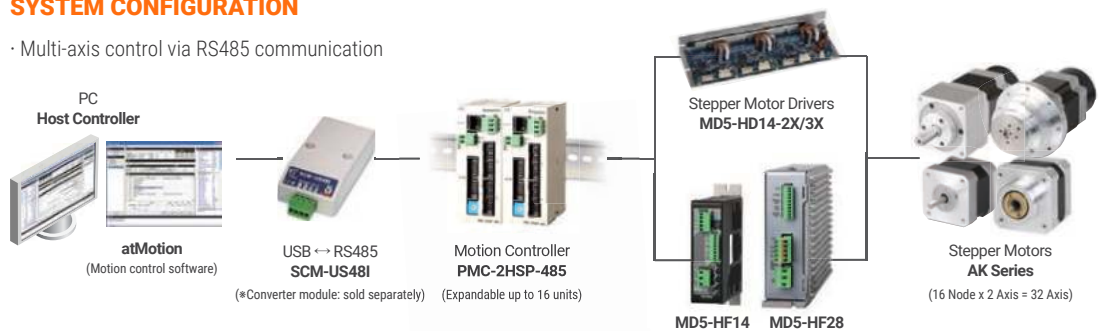 SYSTEM CONFIGURATION
· Multi-axis control via RS485 communication
PC
Host Controller
atMotion
(Motion control software)
USB ↔ RS485
SCM-US48I
(※Converter module: sold separately)
Motion Controller
PMC-2HSP-485
(Expandable up to 16 units)
Stepper Motor Drivers
MD5-HD14-2X/3X
MD5-HF14
MD5-HF28
Stepper Motors
AK Series
(16 Node x 2 Axis = 32 Axis)